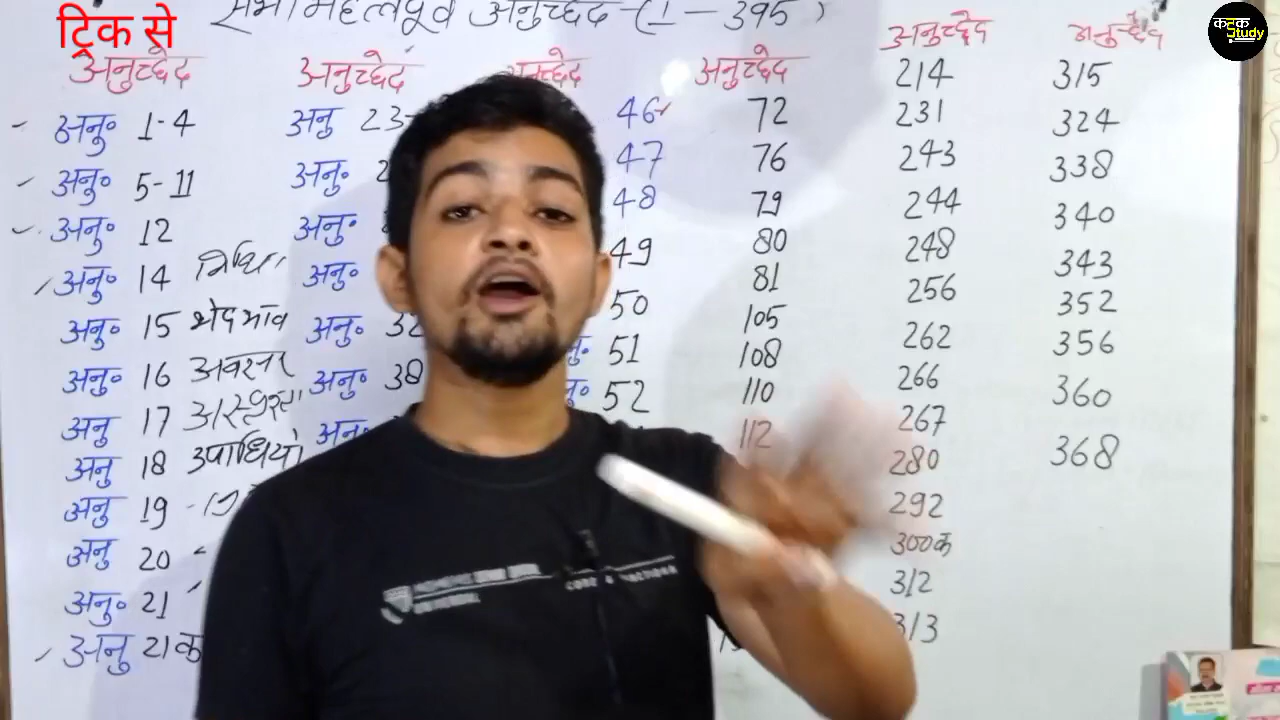 ट्रिक से
महत्वपूर्व अनुच्छेद - (1 - 395)
कटक
Study
अनुच्छेद
अनु० 1-4
अनु० 5-11
अनु० 12
अनु० 14
अनु० 15 भेदभाव
अनु० 16 अवसर
अनु 17
अनु 18 उपाधियो
अनु 19
अनु 20
अनु० 21
अनु 21क
अनुच्छेद
अनु 23-
अनु०
अनु०
अनु०
अनु० 32
अनु० 38
अनुच्छेद
46
47
48
49
50
51
52
अनुच्छेद
72
76
79
80
81
105
108
110
112
अनुच्छेद
214
231
243
244
248
256
262
266
267
280
292
300क
312
313
अनुच्छेद
315
324
338
340
343
352
356
360
368